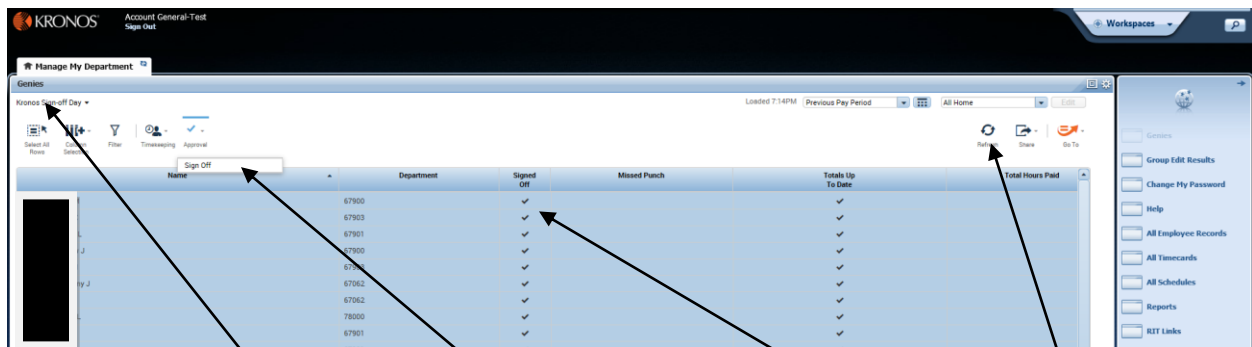 KRONOS
Account General-Test
Sign Out
Workspaces
Manage My Department
Genies
Kronos Sign-off Day
Loaded 7:14PM Previous Pay Period All Home Edit
Select All Rows
Column Selection
Filter
Timekeeping
Approval
Refresh
Share
Go To
Sign Off
Name Department Signed Off Missed Punch Totals Up To Date Total Hours Paid
67900
67903
67901
J 67900
ny J 67062
67062
78000
67901
Genies
Group Edit Results
Change My Password
Help
All Employee Records
All Timecards
All Schedules
Reports
RIT Links